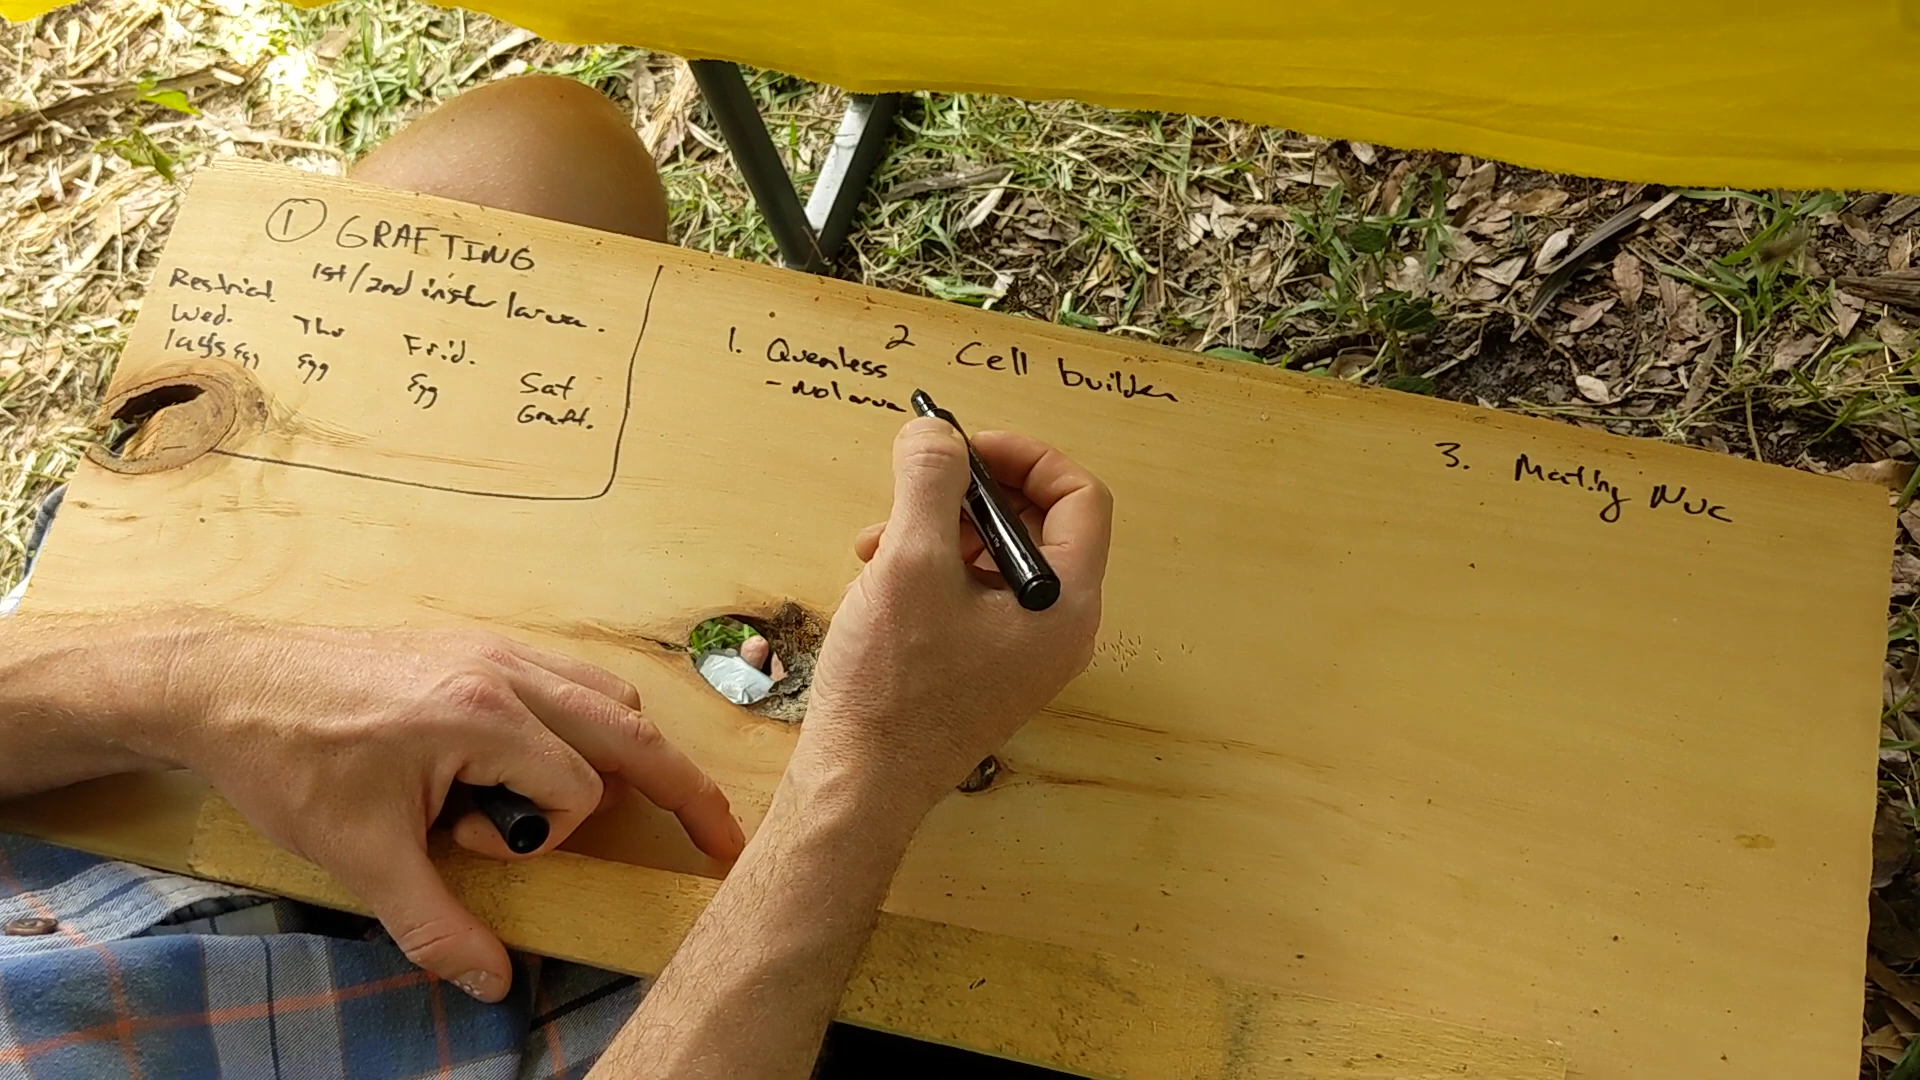 ① GRAFTING
1st/2nd instar larva.
Restrict.
Wed. Thu Frid. Sat
lays Egg Egg Egg Graft.
2 Cell builder
1. Queenless
- No larva
3. Mating Nuc